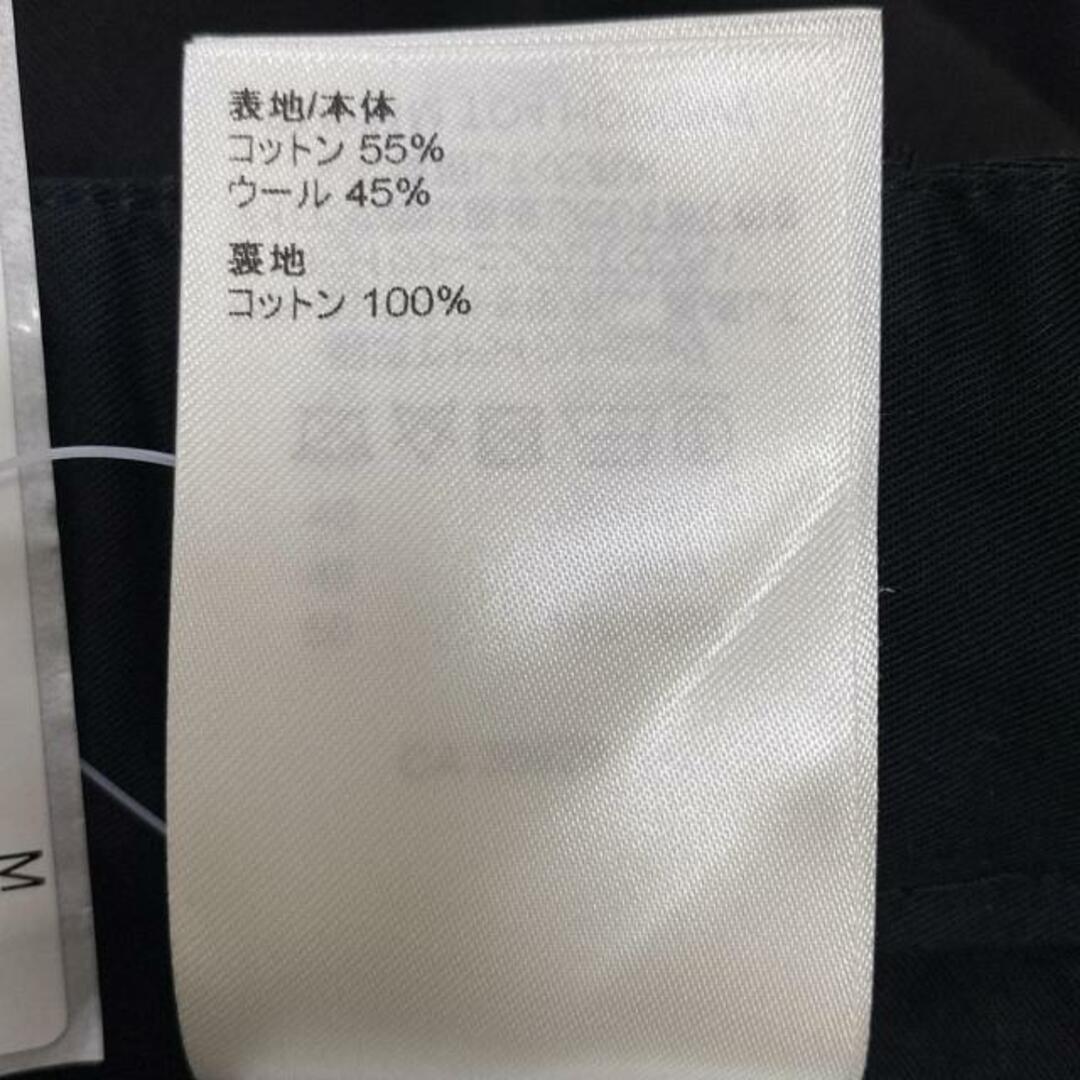 表地/本体
コットン 55%
ウール 45%
裏地
コットン 100%
M